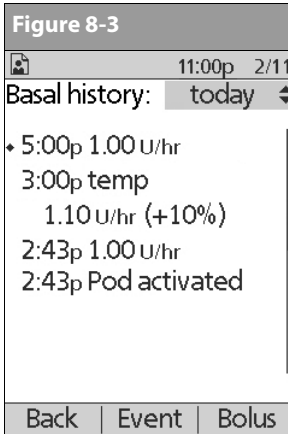 Figure 8-3
11:00p 2/11
Basal history: today
5:00p 1.00 U/hr
3:00p temp
1.10 U/hr (+10%)
2:43p 1.00 U/hr
2:43p Pod activated
Back | Event | Bolus